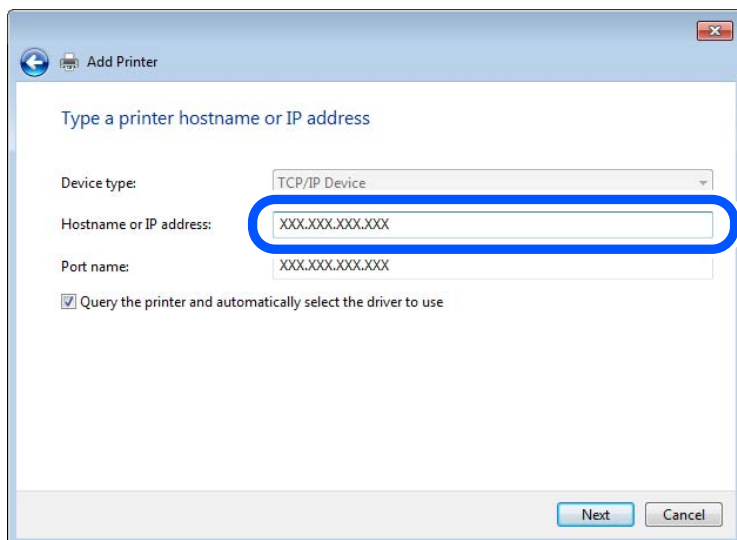 Add Printer
Type a printer hostname or IP address
Device type: TCP/IP Device
Hostname or IP address: XXX.XXX.XXX.XXX
Port name: XXX.XXX.XXX.XXX
Query the printer and automatically select the driver to use
Next Cancel